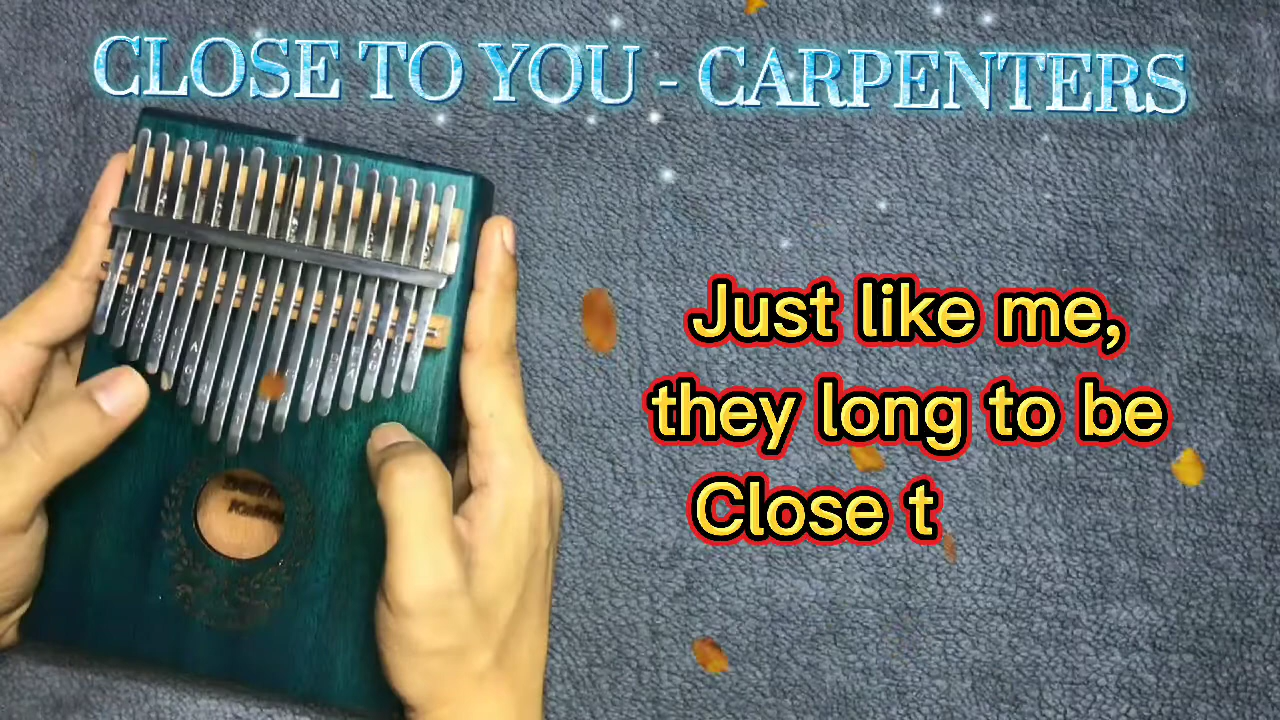 CLOSE TO YOU - CARPENTERS
Just like me,
they long to be
Close t